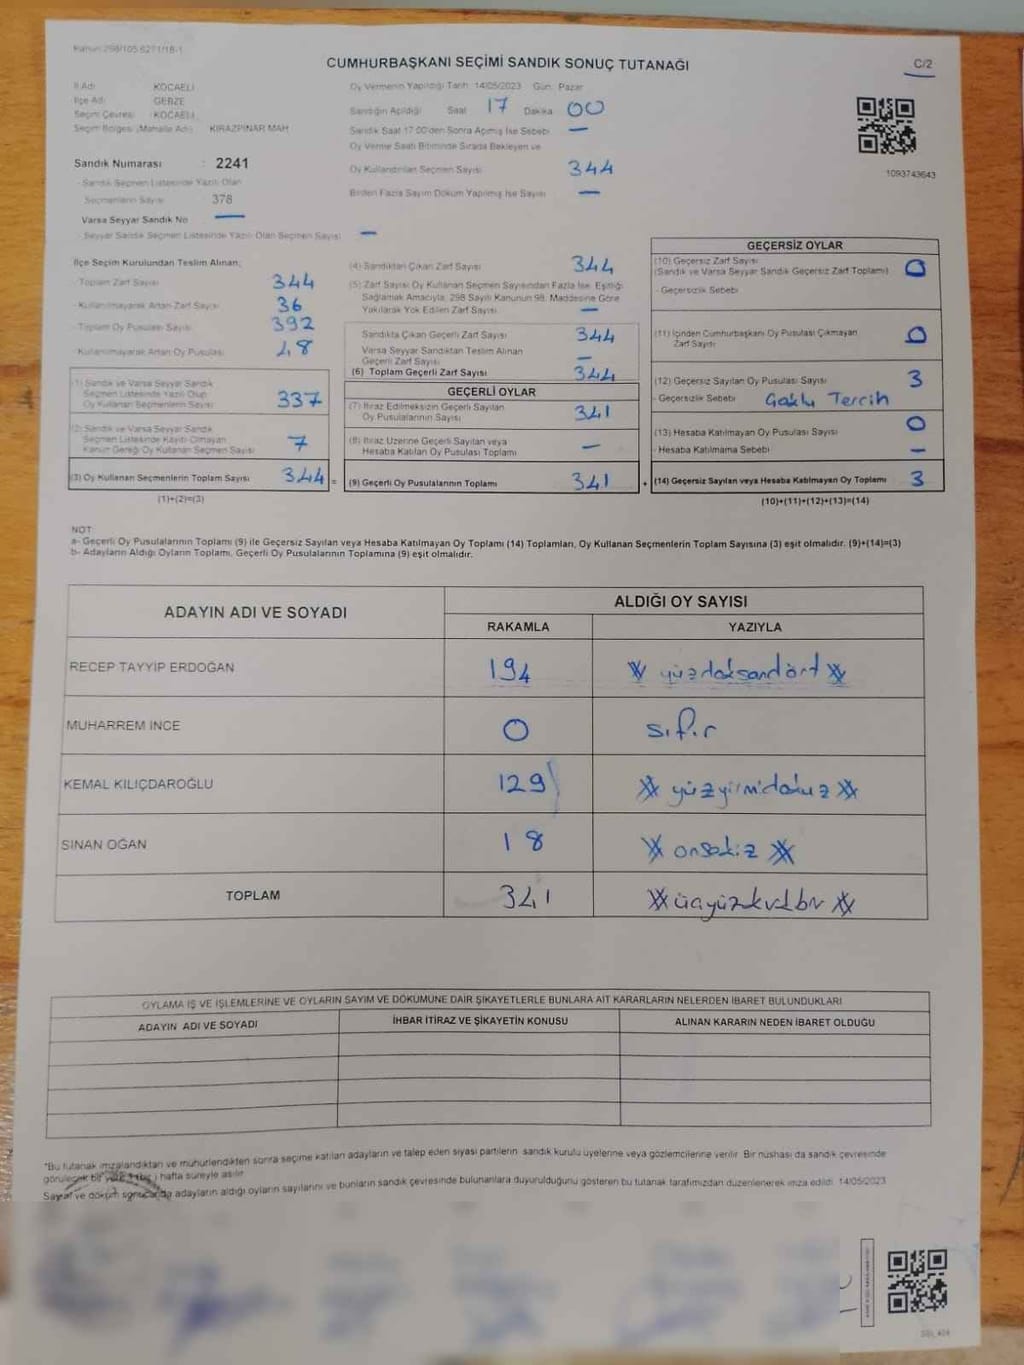 Kanun:298/105 6271/18-1
CUMHURBAŞKANI SEÇİMİ SANDIK SONUÇ TUTANAĞI
C/2
İl Adı : KOCAELİ
İlçe Adı : GEBZE
Seçim Çevresi : KOCAELİ
Seçim Bölgesi (Mahalle Adı) : KİRAZPINAR MAH
Sandık Numarası : 2241
- Sandık Seçmen Listesinde Yazılı Olan
Seçmenlerin Sayısı 378
Varsa Seyyar Sandık No —
- Seyyar Sandık Seçmen Listesinde Yazılı Olan Seçmen Sayısı —
Oy Vermenin Yapıldığı Tarih 14/05/2023 Gün: Pazar
Sandığın Açıldığı Saat 17 Dakika 00
Sandık Saat 17:00'den Sonra Açılmış İse Sebebi —
Oy Verme Saati Bitiminde Sırada Bekleyen ve
Oy Kullandırılan Seçmen Sayısı 344
Birden Fazla Sayım Döküm Yapılmış İse Sayısı —
1093743643
İlçe Seçim Kurulundan Teslim Alınan;
- Toplam Zarf Sayısı 344
- Kullanılmayarak Artan Zarf Sayısı 36
- Toplam Oy Pusulası Sayısı 392
- Kullanılmayarak Artan Oy Pusulası 48
(1) Sandık ve Varsa Seyyar Sandık
Seçmen Listesinde Yazılı Olup
Oy Kullanan Seçmenlerin Sayısı 337
(2) Sandık ve Varsa Seyyar Sandık
Seçmen Listesinde Kayıtlı Olmayan
Kanun Gereği Oy Kullanan Seçmen Sayısı 7
(3) Oy Kullanan Seçmenlerin Toplam Sayısı 344 =
(1)+(2)=(3)
(4) Sandıktan Çıkan Zarf Sayısı 344
(5) Zarf Sayısı Oy Kullanan Seçmen Sayısından Fazla İse, Eşitliği
Sağlamak Amacıyla, 298 Sayılı Kanunun 98. Maddesine Göre
Yakılarak Yok Edilen Zarf Sayısı —
Sandıkta Çıkan Geçerli Zarf Sayısı 344
Varsa Seyyar Sandıktan Teslim Alınan
Geçerli Zarf Sayısı —
(6) Toplam Geçerli Zarf Sayısı 344
GEÇERLİ OYLAR
(7) İtiraz Edilmeksizin Geçerli Sayılan
Oy Pusulalarının Sayısı 341
(8) İtiraz Üzerine Geçerli Sayılan veya
Hesaba Katılan Oy Pusulası Toplamı —
(9) Geçerli Oy Pusulalarının Toplamı 341 +
GEÇERSİZ OYLAR
(10) Geçersiz Zarf Sayısı
(Sandık ve Varsa Seyyar Sandık Geçersiz Zarf Toplamı) 0
- Geçersizlik Sebebi
(11) İçinden Cumhurbaşkanı Oy Pusulası Çıkmayan
Zarf Sayısı 0
(12) Geçersiz Sayılan Oy Pusulası Sayısı 3
- Geçersizlik Sebebi Çoklu Tercih
(13) Hesaba Katılmayan Oy Pusulası Sayısı 0
- Hesaba Katılmama Sebebi —
(14) Geçersiz Sayılan veya Hesaba Katılmayan Oy Toplamı 3
(10)+(11)+(12)+(13)=(14)
NOT:
a- Geçerli Oy Pusulalarının Toplamı (9) ile Geçersiz Sayılan veya Hesaba Katılmayan Oy Toplamı (14) Toplamları, Oy Kullanan Seçmenlerin Toplam Sayısına (3) eşit olmalıdır. (9)+(14)=(3)
b- Adayların Aldığı Oyların Toplamı, Geçerli Oy Pusulalarının Toplamına (9) eşit olmalıdır.
ADAYIN ADI VE SOYADI
ALDIĞI OY SAYISI
RAKAMLA YAZIYLA
RECEP TAYYİP ERDOĞAN 194 yüzdoksandört
MUHARREM İNCE 0 sıfır
KEMAL KILIÇDAROĞLU 129 yüzyirmidokuz
SİNAN OĞAN 18 onsekiz
TOPLAM 341 üçyüzkırkbir
OYLAMA İŞ VE İŞLEMLERİNE VE OYLARIN SAYIM VE DÖKÜMÜNE DAİR ŞİKAYETLERLE BUNLARA AİT KARARLARIN NELERDEN İBARET BULUNDUKLARI
ADAYIN ADI VE SOYADI İHBAR İTİRAZ VE ŞİKAYETİN KONUSU ALINAN KARARIN NEDEN İBARET OLDUĞU
*Bu tutanak imzalandıktan ve mühürlendikten sonra seçime katılan adayların ve talep eden siyasi partilerin sandık kurulu üyelerine veya gözlemcilerine verilir. Bir nüshası da sandık çevresinde
görülecek bir yere 1 (bir) hafta süreyle asılır.
Sayım ve döküm sonucunda adayların aldığı oyların sayılarını ve bunların sandık çevresinde bulunanlara duyurulduğunu gösteren bu tutanak tarafımızdan düzenlenerek imza edildi. 14/05/2023